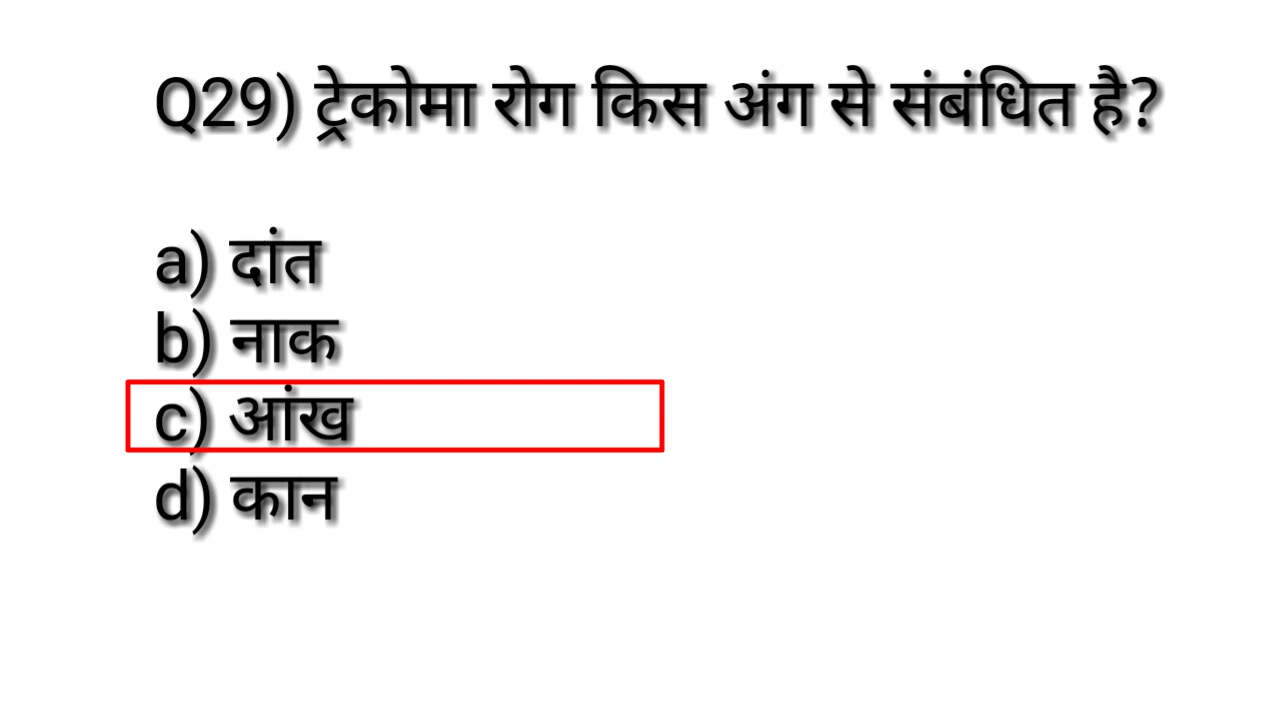 Q29) ट्रेकोमा रोग किस अंग से संबंधित है?
a) दांत
b) नाक
c) आंख
d) कान